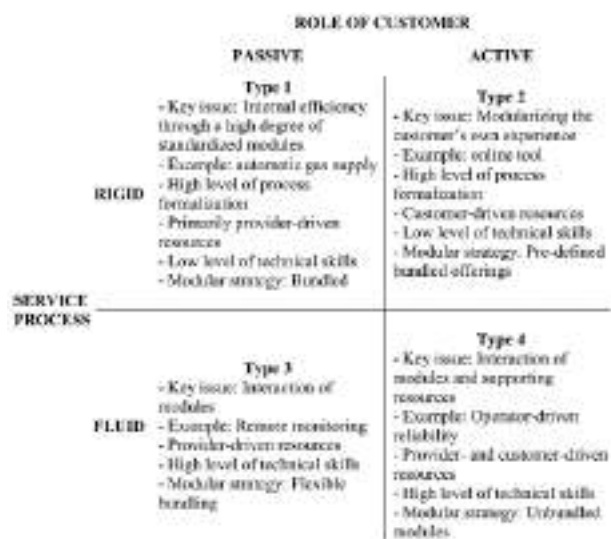 ROLE OF CUSTOMER
PASSIVE
ACTIVE
Type 1
- Key issue: Internal efficiency
through a high degree of
standardized modules
- Example: automatic gas supply
- High level of process
formalization
- Primarily provider-driven
resources
- Low level of technical skills
- Modular strategy: Bundled
Type 2
- Key issue: Modularizing the
customer's own experience
- Example: online tool
- High level of process
formalization
- Customer-driven resources
- Low level of technical skills
- Modular strategy: Pre-defined
bundled offerings
RIGID
SERVICE
PROCESS
FLUID
Type 3
- Key issue: Interaction of
modules
- Example: Remote monitoring
- Provider-driven resources
- High level of technical skills
- Modular strategy: Flexible
bundling
Type 4
- Key issue: Interaction of
modules and supporting
resources
- Example: Operator-driven
reliability
- Provider- and customer-driven
resources
- High level of technical skills
- Modular strategy: Unbundled
modules